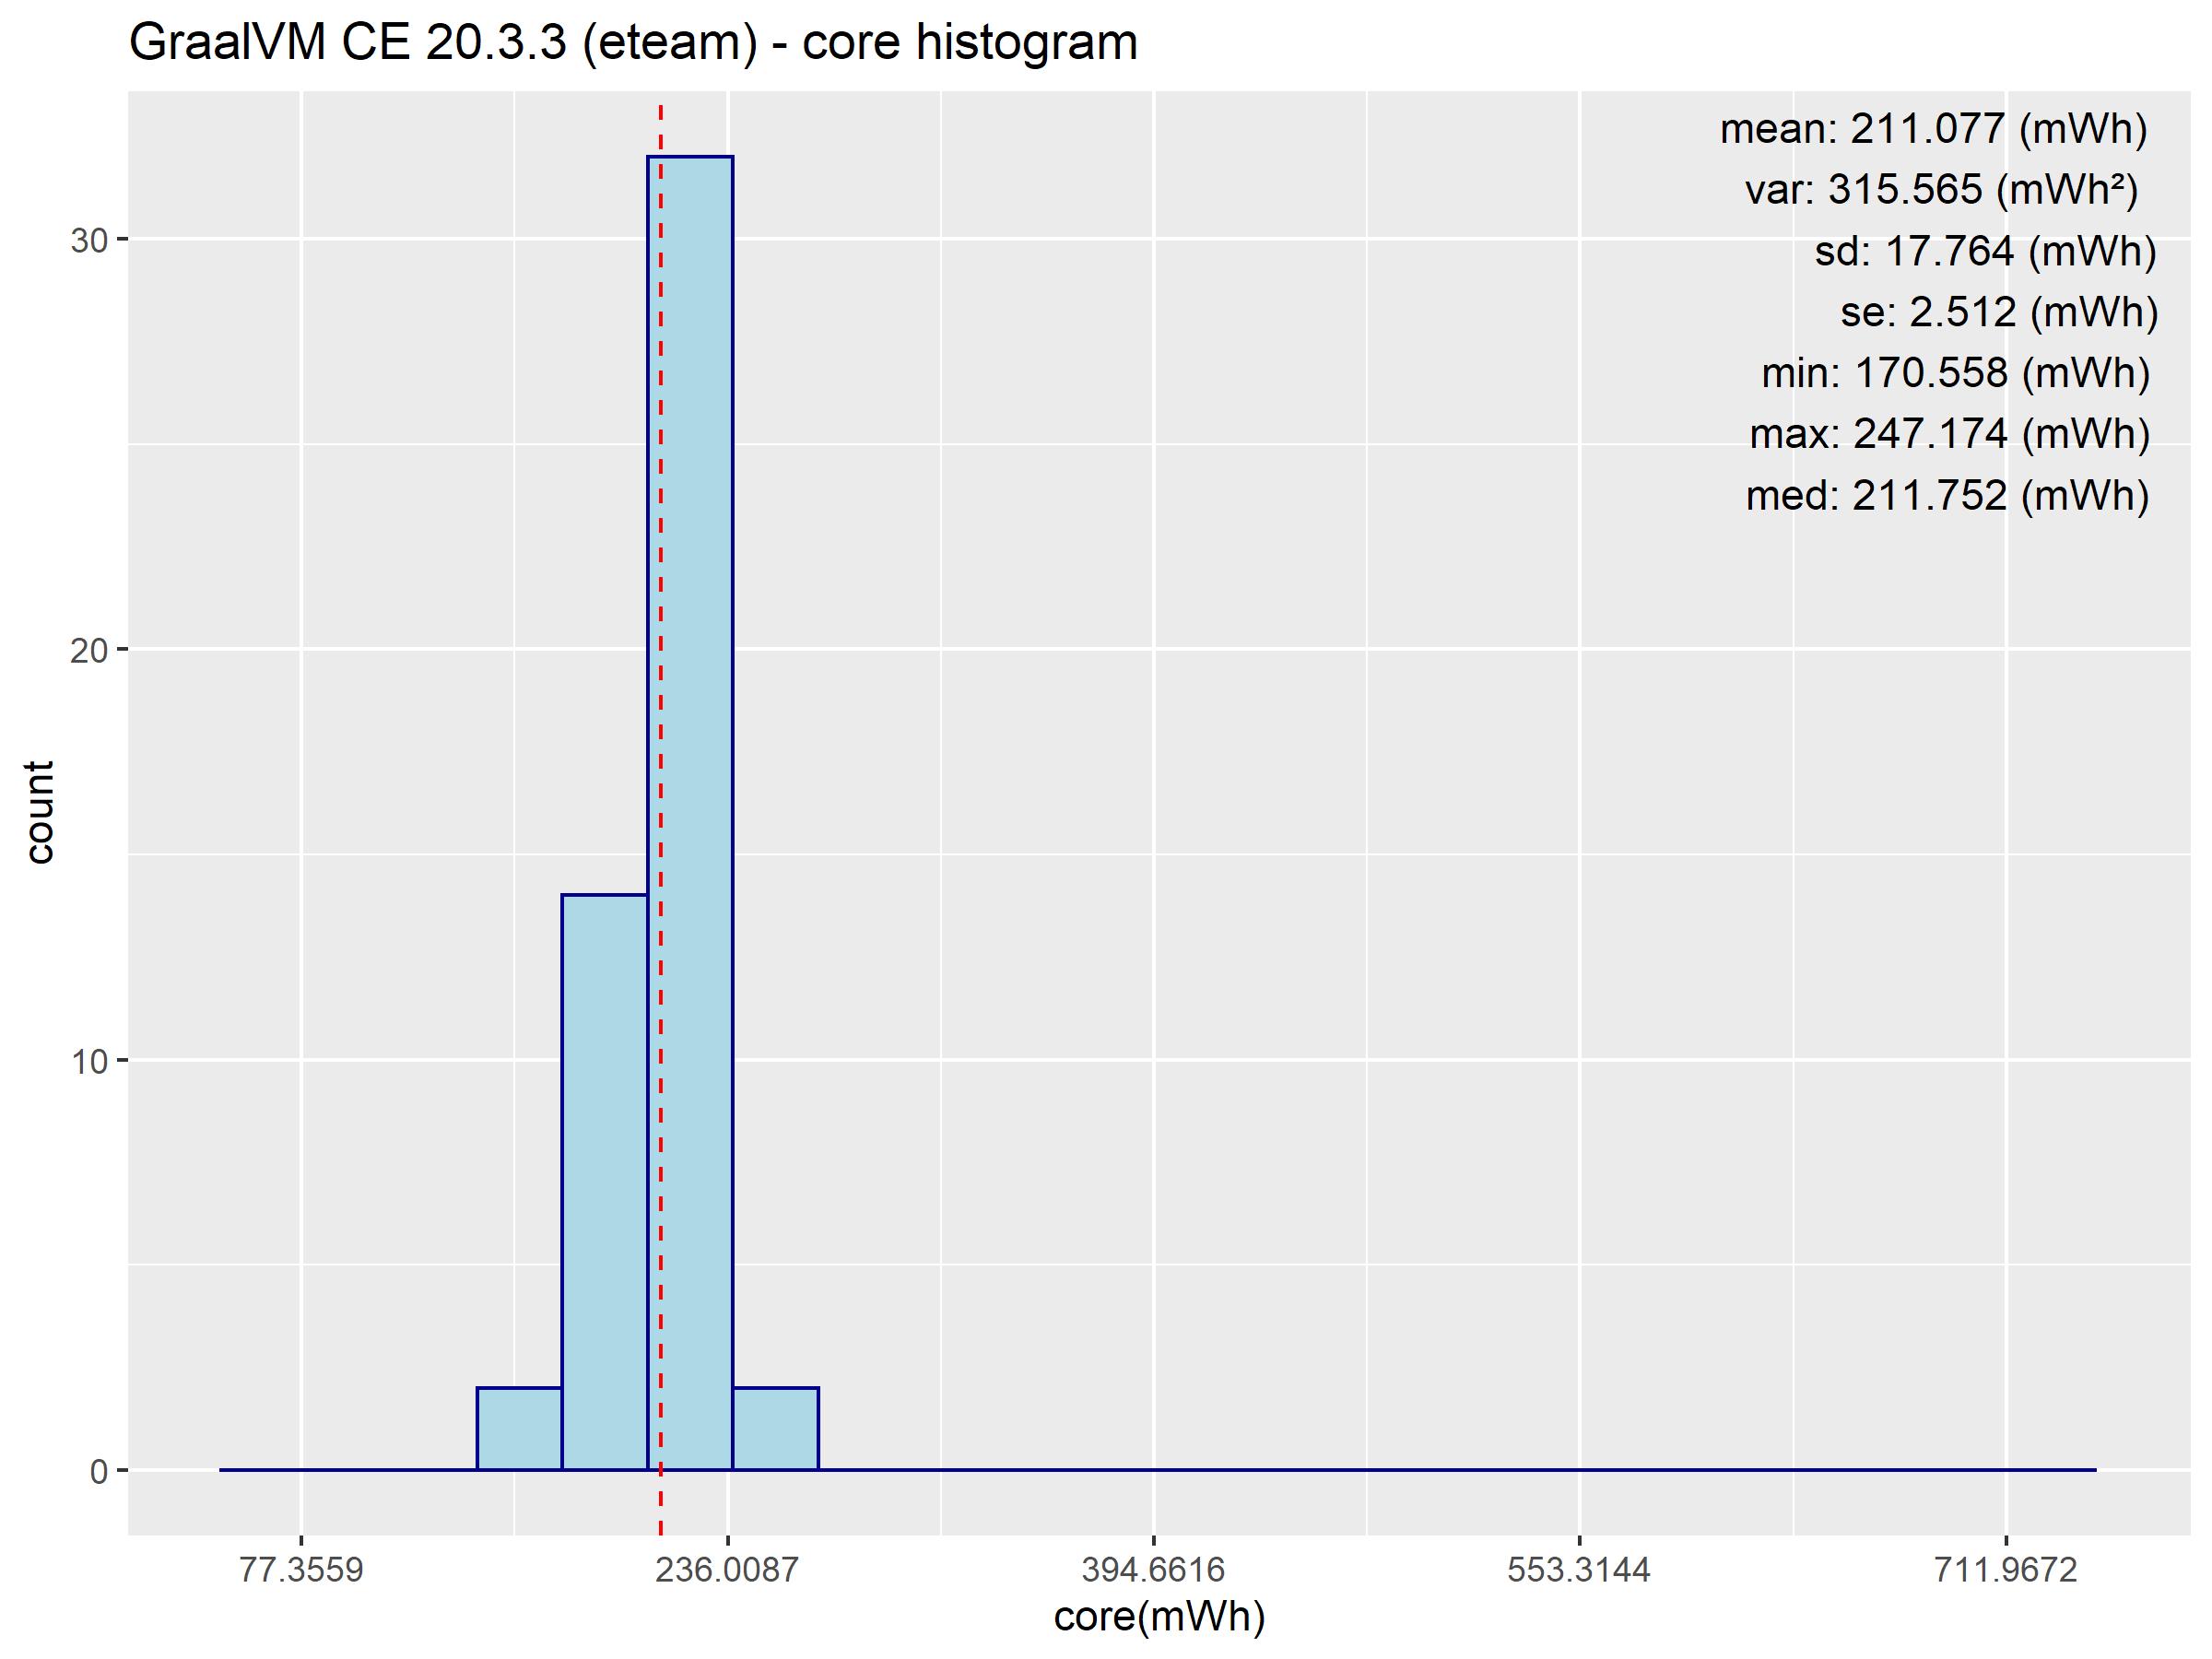 GraalVM CE 20.3.3 (eteam) - core histogram
mean: 211.077 (mWh)
var: 315.565 (mWh²)
sd: 17.764 (mWh)
se: 2.512 (mWh)
min: 170.558 (mWh)
max: 247.174 (mWh)
med: 211.752 (mWh)
30
20
10
0
count
77.3559 236.0087 394.6616 553.3144 711.9672
core(mWh)